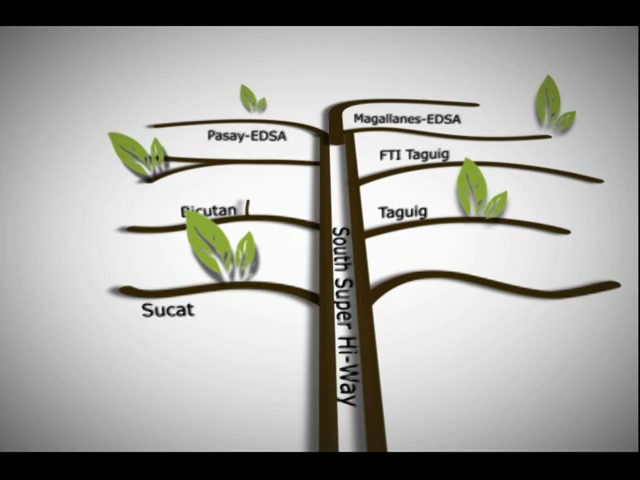 Magallanes-EDSA
Pasay-EDSA
FTI Taguig
Bicutan
Taguig
South Super Hi-Way
Sucat